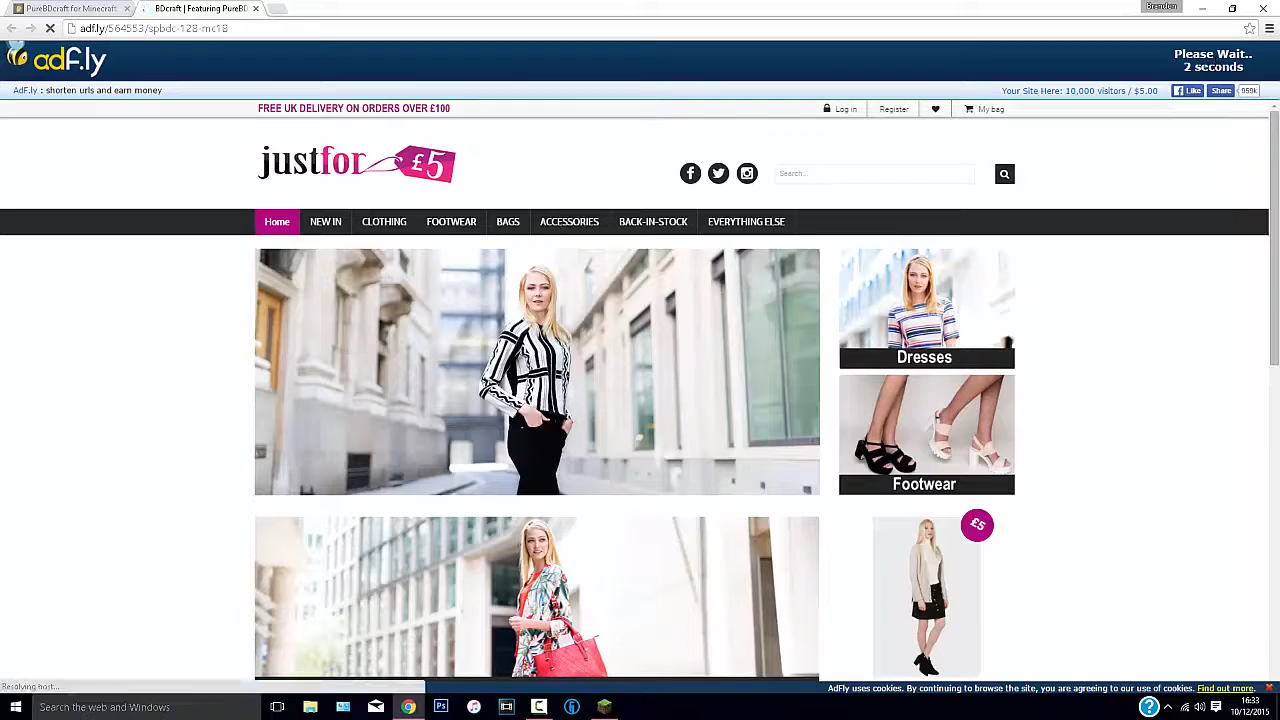 Brenden
PureBDcraft for Minecraft
BDcraft | Featuring PureBD
adf.ly/564553/spbdc-128-mc18
adf.ly
Please Wait..
2 seconds
AdF.ly : shorten urls and earn money
Your Site Here: 10,000 visitors / $5.00
Like
Share
959k
FREE UK DELIVERY ON ORDERS OVER £100
Log in
Register
My bag
justfor £5
Search...
Home
NEW IN
CLOTHING
FOOTWEAR
BAGS
ACCESSORIES
BACK-IN-STOCK
EVERYTHING ELSE
Dresses
Footwear
£5
Resolving host...
AdFly uses cookies. By continuing to browse the site, you are agreeing to our use of cookies. Find out more.
Search the web and Windows
16:33
10/12/2015